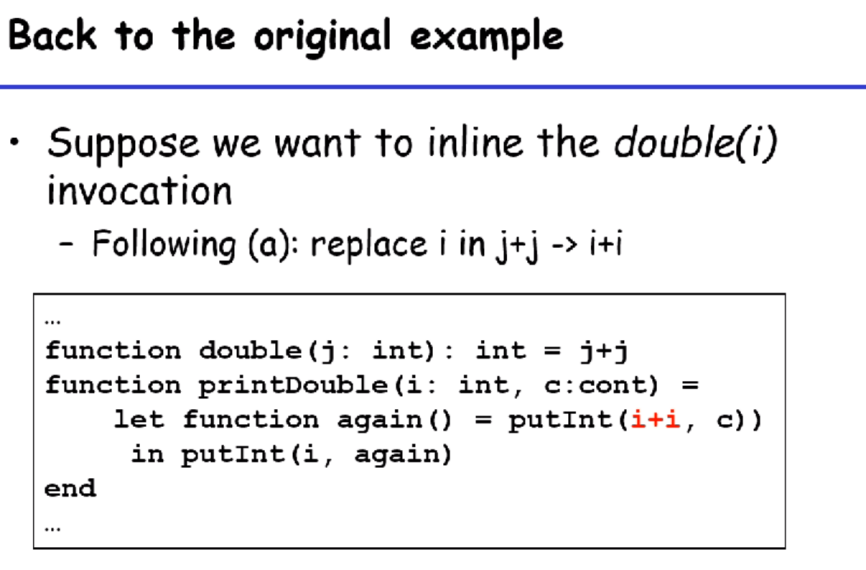 Back to the original example
• Suppose we want to inline the double(i)
invocation
– Following (a): replace i in j+j -> i+i
…
function double(j: int): int = j+j
function printDouble(i: int, c:cont) =
let function again() = putInt(i+i, c))
in putInt(i, again)
end
…